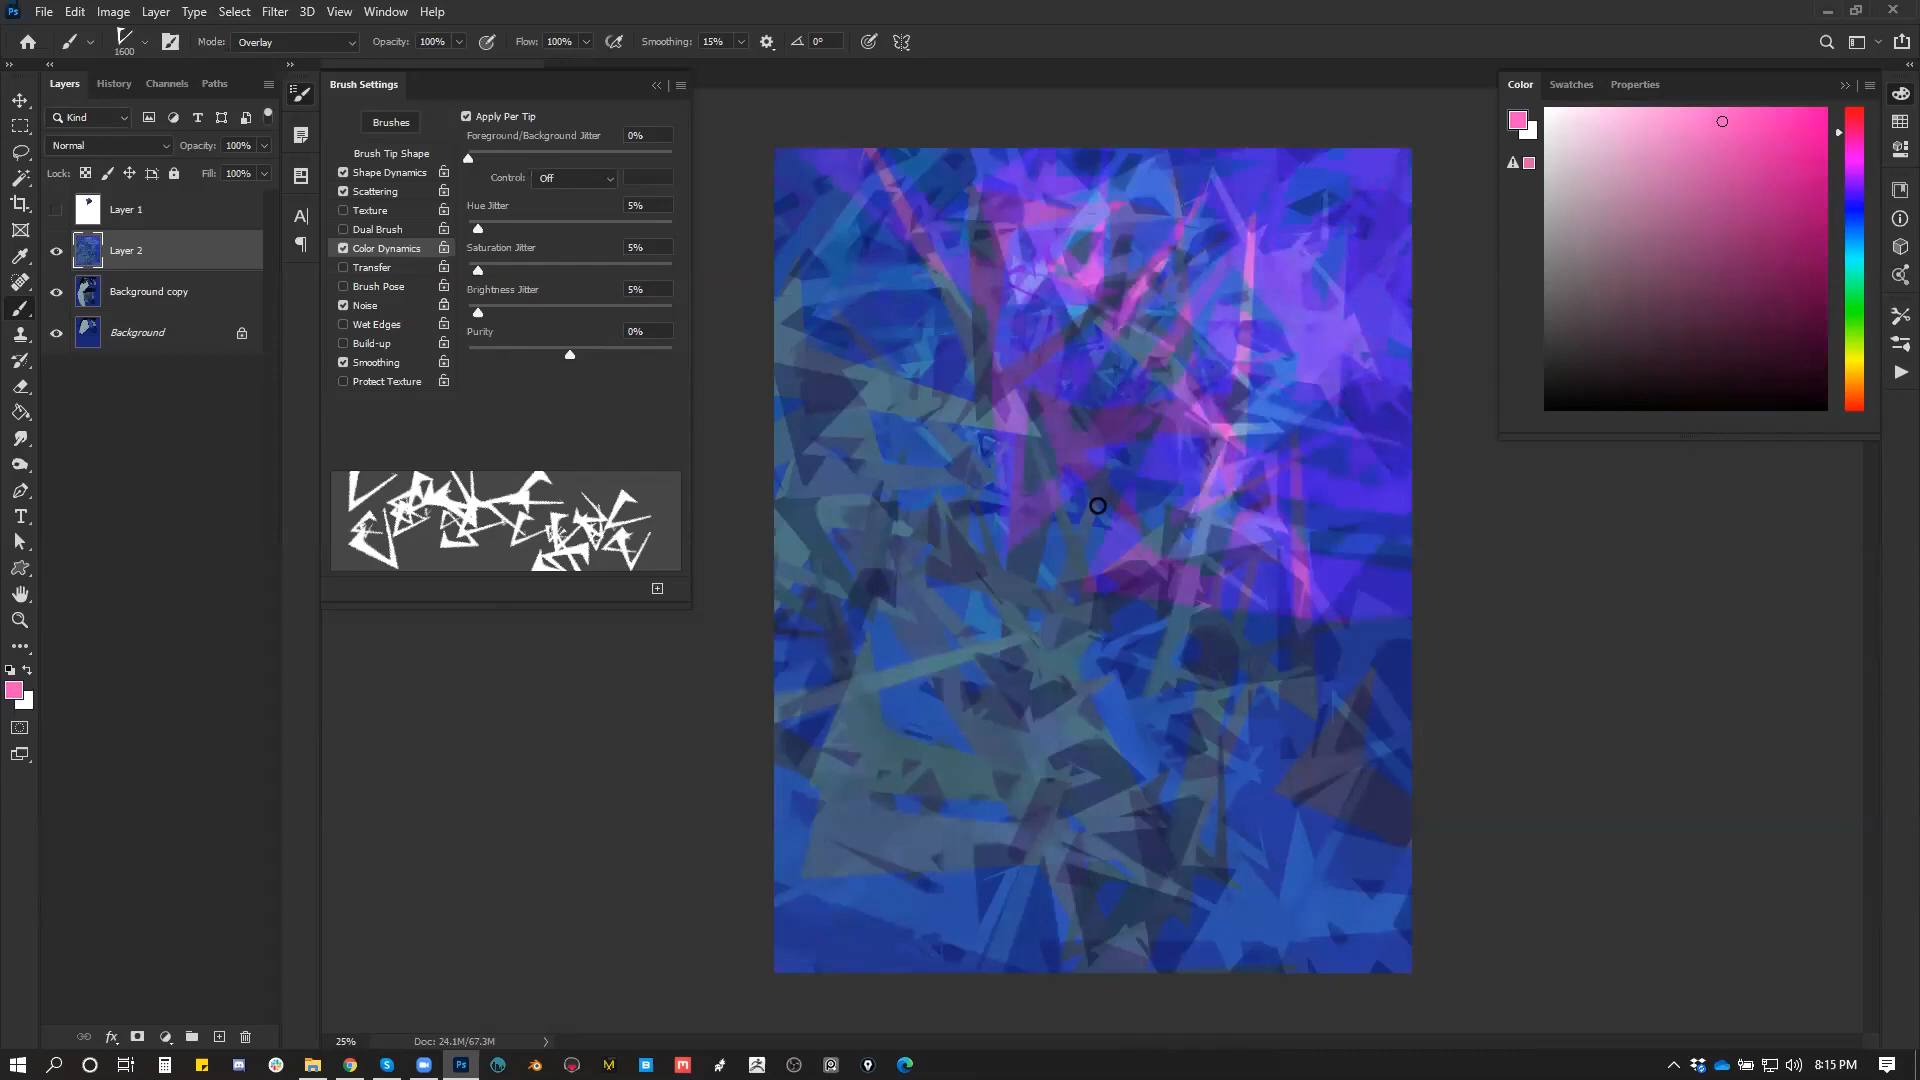 Ps File Edit Image Layer Type Select Filter 3D View Window Help
1600 Mode: Overlay Opacity: 100% Flow: 100% Smoothing: 15% 0°
Layers History Channels Paths
Kind
Normal Opacity: 100%
Lock: Fill: 100%
Layer 1
Layer 2
Background copy
Background
Brush Settings
Brushes
Brush Tip Shape
Shape Dynamics
Scattering
Texture
Dual Brush
Color Dynamics
Transfer
Brush Pose
Noise
Wet Edges
Build-up
Smoothing
Protect Texture
Apply Per Tip
Foreground/Background Jitter 0%
Control: Off
Hue Jitter 5%
Saturation Jitter 5%
Brightness Jitter 5%
Purity 0%
Color Swatches Properties
25% Doc: 24.1M/67.3M
8:15 PM